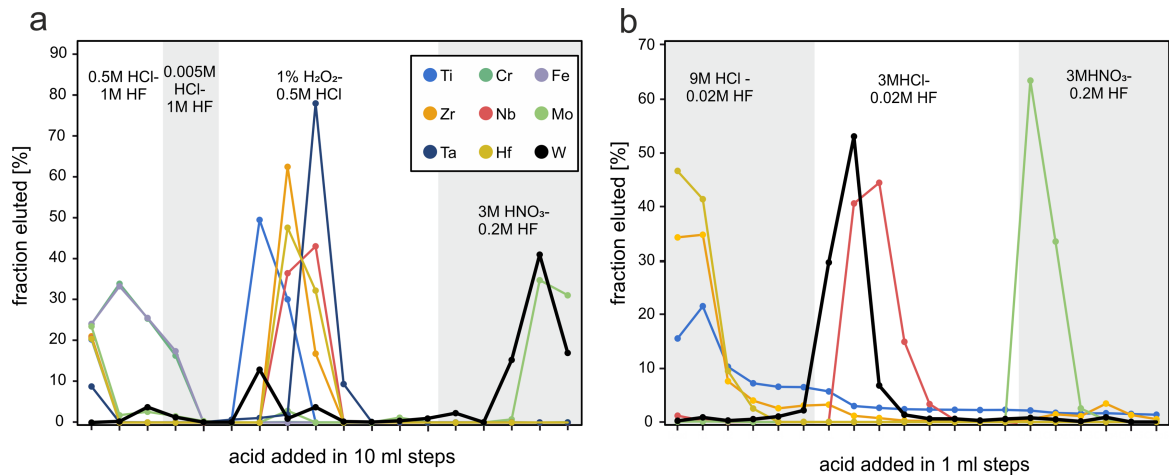 a
fraction eluted [%]
90
80
70
60
50
40
30
20
10
0
0.5M HCl-
1M HF
0.005M
HCl-
1M HF
1% H₂O₂-
0.5M HCl
Ti
Cr
Fe
Zr
Nb
Mo
Ta
Hf
W
3M HNO₃-
0.2M HF
acid added in 10 ml steps
b
fraction eluted [%]
70
60
50
40
30
20
10
0
9M HCl -
0.02M HF
3MHCl-
0.02M HF
3MHNO₃-
0.2M HF
acid added in 1 ml steps